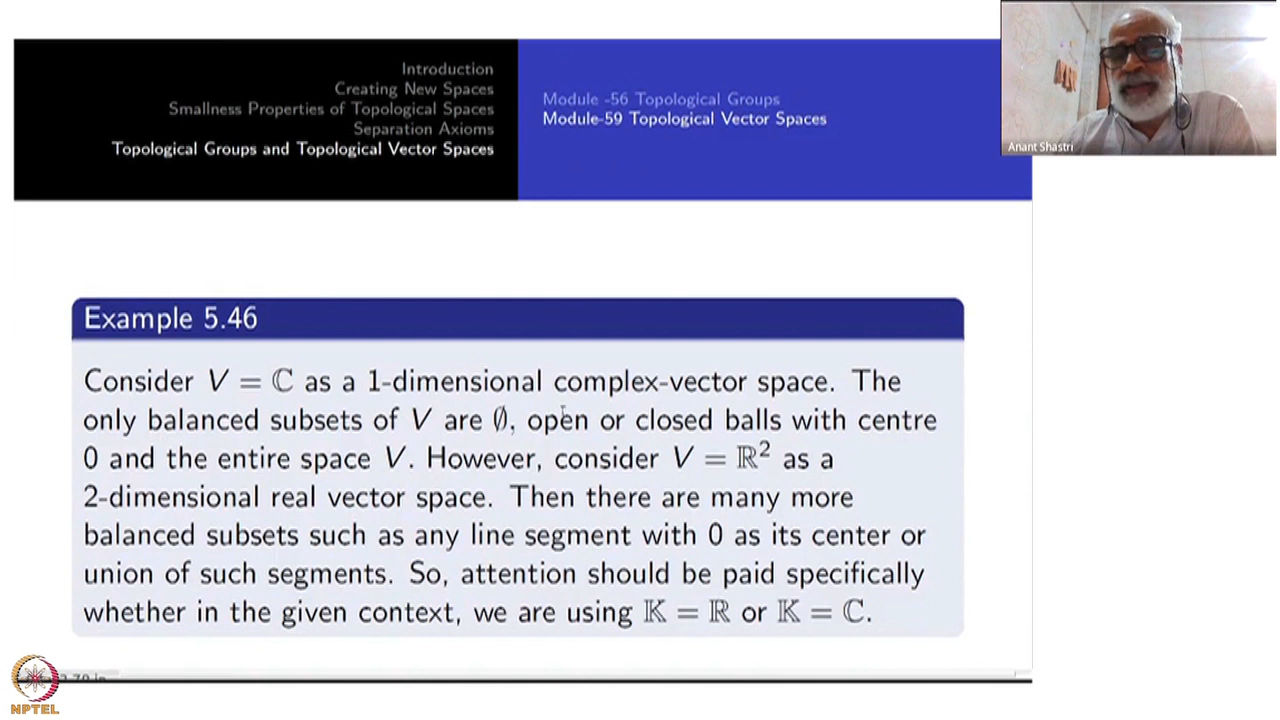 Introduction
Creating New Spaces
Smallness Properties of Topological Spaces
Separation Axioms
Topological Groups and Topological Vector Spaces
Module -56 Topological Groups
Module-59 Topological Vector Spaces
Anant Shastri
Example 5.46
Consider V = ℂ as a 1-dimensional complex-vector space. The
only balanced subsets of V are ∅, open or closed balls with centre
0 and the entire space V. However, consider V = ℝ² as a
2-dimensional real vector space. Then there are many more
balanced subsets such as any line segment with 0 as its center or
union of such segments. So, attention should be paid specifically
whether in the given context, we are using 𝕂 = ℝ or 𝕂 = ℂ.
NPTEL